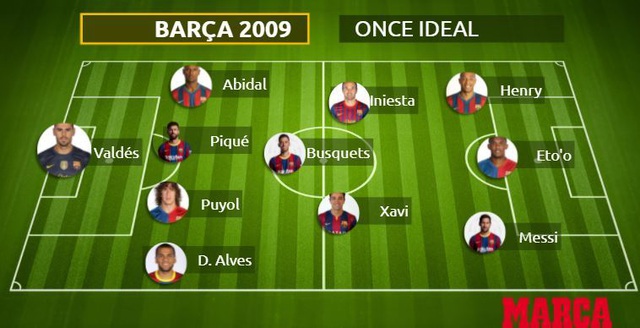 BARÇA 2009
ONCE IDEAL
Abidal
Henry
Iniesta
Piqué
Valdés
Busquets
Eto'o
Puyol
Xavi
Messi
D. Alves
MARCA